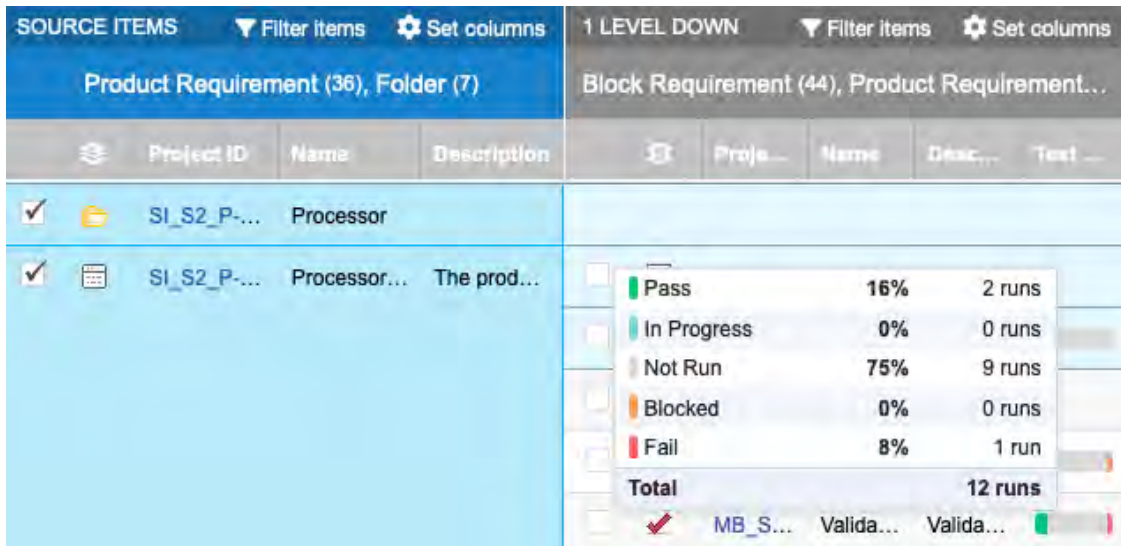 SOURCE ITEMS Filter items Set columns
1 LEVEL DOWN Filter items Set columns
Product Requirement (36), Folder (7)
Block Requirement (44), Product Requirement...
Project ID Name Description
Proje... Name Desc... Test ...
SI_S2_P-... Processor
SI_S2_P-... Processor... The prod...
Pass 16% 2 runs
In Progress 0% 0 runs
Not Run 75% 9 runs
Blocked 0% 0 runs
Fail 8% 1 run
Total 12 runs
MB_S... Valida... Valida...